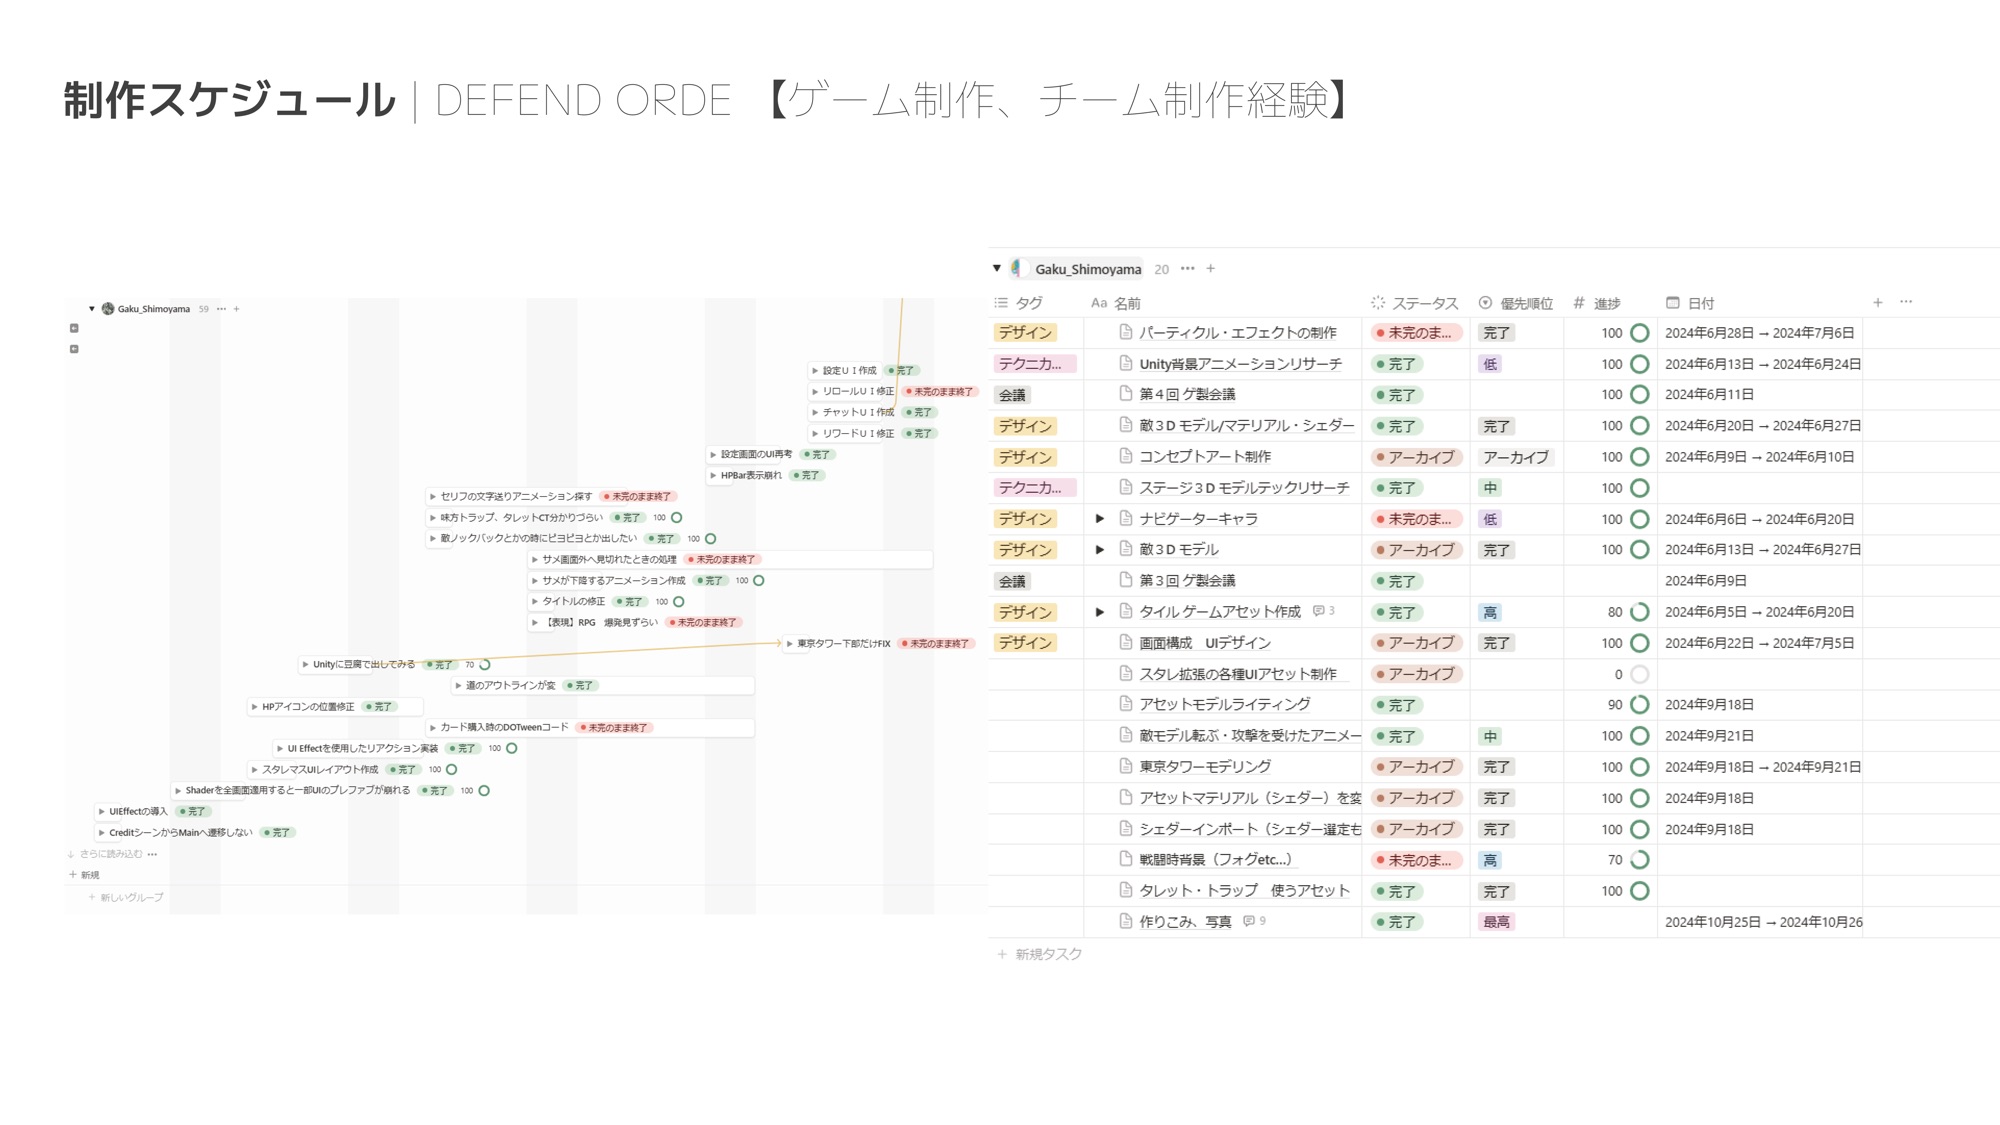 制作スケジュール｜DEFEND ORDE 【ゲーム制作、チーム制作経験】
Gaku_Shimoyama 59 ••• +
設定ＵＩ作成 完了
リロールＵＩ修正 未完のまま終了
チャットＵＩ作成 完了
リワードＵＩ修正 完了
設定画面のUI再考 完了
HPBar表示崩れ 完了
セリフの文字送りアニメーション探す 未完のまま終了
味方トラップ、タレットCT分かりづらい 完了 100
敵ノックバックとかの時にピヨピヨとか出したい 完了 100
サメ画面外へ見切れたときの処理 未完のまま終了
サメが下降するアニメーション作成 完了 100
タイトルの修正 完了 100
【表現】RPG 爆発見ずらい 未完のまま終了
東京タワー下部だけFIX 未完のまま終了
Unityに豆腐で出してみる 完了 70
道のアウトラインが変 完了
HPアイコンの位置修正 完了
カード購入時のDOTweenコード 未完のまま終了
UI Effectを使用したリアクション実装 完了 100
スタレマスUIレイアウト作成 完了 100
Shaderを全画面適用すると一部UIのプレファブが崩れる 完了 100
UIEffectの導入 完了
CreditシーンからMainへ遷移しない 完了
さらに読み込む •••
+ 新規
+ 新しいグループ
Gaku_Shimoyama 20 ••• +
タグ Aa 名前 ステータス 優先順位 # 進捗 日付 + •••
デザイン パーティクル・エフェクトの制作 未完のま... 完了 100 2024年6月28日 → 2024年7月6日
テクニカ... Unity背景アニメーションリサーチ 完了 低 100 2024年6月13日 → 2024年6月24日
会議 第４回 ゲ製会議 完了 100 2024年6月11日
デザイン 敵３D モデル/マテリアル・シェダー 完了 完了 100 2024年6月20日 → 2024年6月27日
デザイン コンセプトアート制作 アーカイブ アーカイブ 100 2024年6月9日 → 2024年6月10日
テクニカ... ステージ３D モデルテックリサーチ 完了 中 100
デザイン ナビゲーターキャラ 未完のま... 低 100 2024年6月6日 → 2024年6月20日
デザイン 敵３D モデル アーカイブ 完了 100 2024年6月13日 → 2024年6月27日
会議 第３回 ゲ製会議 完了 2024年6月9日
デザイン タイル ゲームアセット作成 3 完了 高 80 2024年6月5日 → 2024年6月20日
デザイン 画面構成 UIデザイン アーカイブ 完了 100 2024年6月22日 → 2024年7月5日
スタレ拡張の各種UIアセット制作 アーカイブ 0
アセットモデルライティング 完了 90 2024年9月18日
敵モデル転ぶ・攻撃を受けたアニメー 完了 中 100 2024年9月21日
東京タワーモデリング アーカイブ 完了 100 2024年9月18日 → 2024年9月21日
アセットマテリアル（シェダー）を変 アーカイブ 完了 100 2024年9月18日
シェダーインポート（シェダー選定も アーカイブ 完了 100 2024年9月18日
戦闘時背景（フォグetc...） 未完のま... 高 70
タレット・トラップ 使うアセット 完了 完了 100
作りこみ、写真 9 完了 最高 2024年10月25日 → 2024年10月26
+ 新規タスク